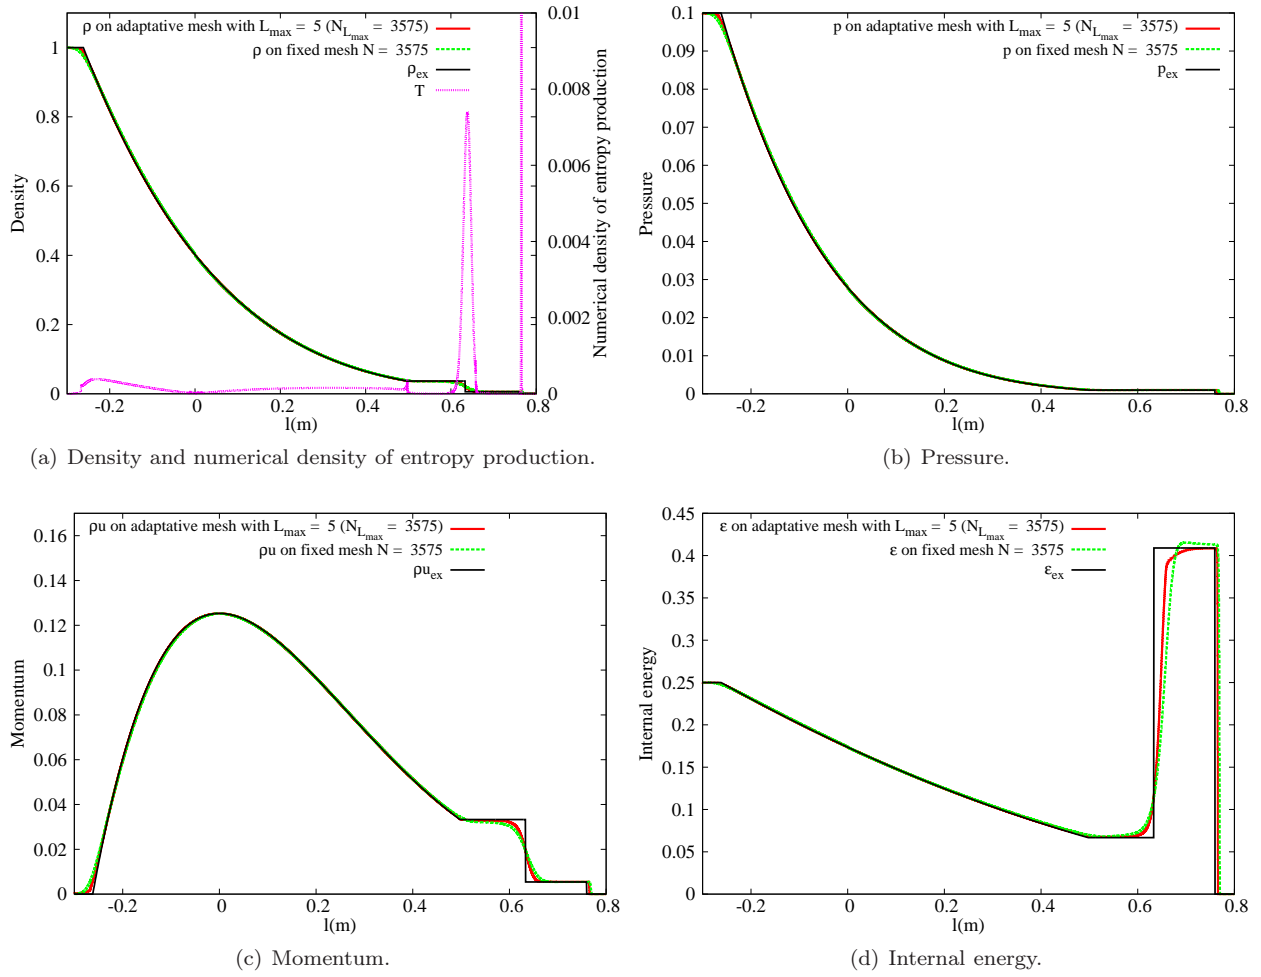 ρ on adaptative mesh with L_max = 5 (N_L_max = 3575)
ρ on fixed mesh N = 3575
ρ_ex
T
Density
Numerical density of entropy production
1
0.8
0.6
0.4
0.2
0
0.01
0.008
0.006
0.004
0.002
0
-0.2 0 0.2 0.4 0.6 0.8
l(m)
(a) Density and numerical density of entropy production.
p on adaptative mesh with L_max = 5 (N_L_max = 3575)
p on fixed mesh N = 3575
p_ex
Pressure
0.1
0.09
0.08
0.07
0.06
0.05
0.04
0.03
0.02
0.01
0
-0.2 0 0.2 0.4 0.6 0.8
l(m)
(b) Pressure.
ρu on adaptative mesh with L_max = 5 (N_L_max = 3575)
ρu on fixed mesh N = 3575
ρu_ex
Momentum
0.16
0.14
0.12
0.1
0.08
0.06
0.04
0.02
0
-0.2 0 0.2 0.4 0.6 0.8
l(m)
(c) Momentum.
ε on adaptative mesh with L_max = 5 (N_L_max = 3575)
ε on fixed mesh N = 3575
ε_ex
Internal energy
0.45
0.4
0.35
0.3
0.25
0.2
0.15
0.1
0.05
0
-0.2 0 0.2 0.4 0.6 0.8
l(m)
(d) Internal energy.